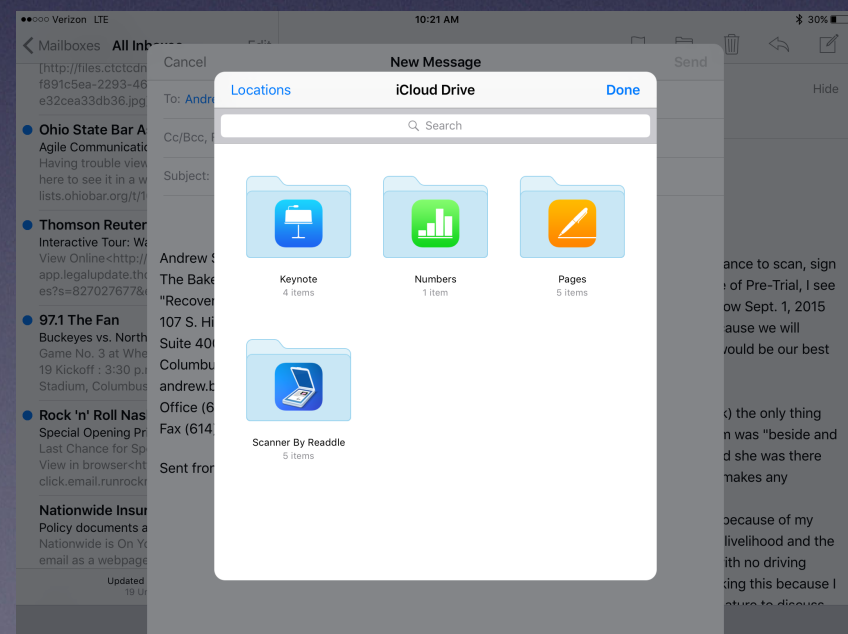 Verizon LTE
10:21 AM
30%
Mailboxes
All Inboxes
Edit
[http://files.ctctcdn
f891c5ea-2293-46
e32cea33db36.jpg
Ohio State Bar A
Agile Communicatio
Having trouble view
here to see it in a w
lists.ohiobar.org/t/1
Thomson Reuter
Interactive Tour: Wa
View Online<http://
app.legalupdate.tho
es?s=827027677&e
97.1 The Fan
Buckeyes vs. North
Game No. 3 at Whe
19 Kickoff : 3:30 p.r
Stadium, Columbus
Rock 'n' Roll Nas
Special Opening Pr
Last Chance for Sp
View in browser<ht
click.email.runrockr
Nationwide Insur
Policy documents a
Nationwide is On Yo
email as a webpage
Updated
19 Un
Cancel
New Message
Send
To: Andre
Cc/Bcc, F
Subject:
Andrew S
The Bake
"Recover
107 S. Hi
Suite 400
Columbu
andrew.b
Office (6
Fax (614)
Sent from
Locations
iCloud Drive
Done
Search
Keynote
4 items
Numbers
1 item
Pages
5 items
Scanner By Readdle
5 items
Hide
ance to scan, sign
of Pre-Trial, I see
ow Sept. 1, 2015
ause we will
would be our best
) the only thing
was "beside and
d she was there
makes any
because of my
livelihood and the
ith no driving
king this because I
ature to discuss